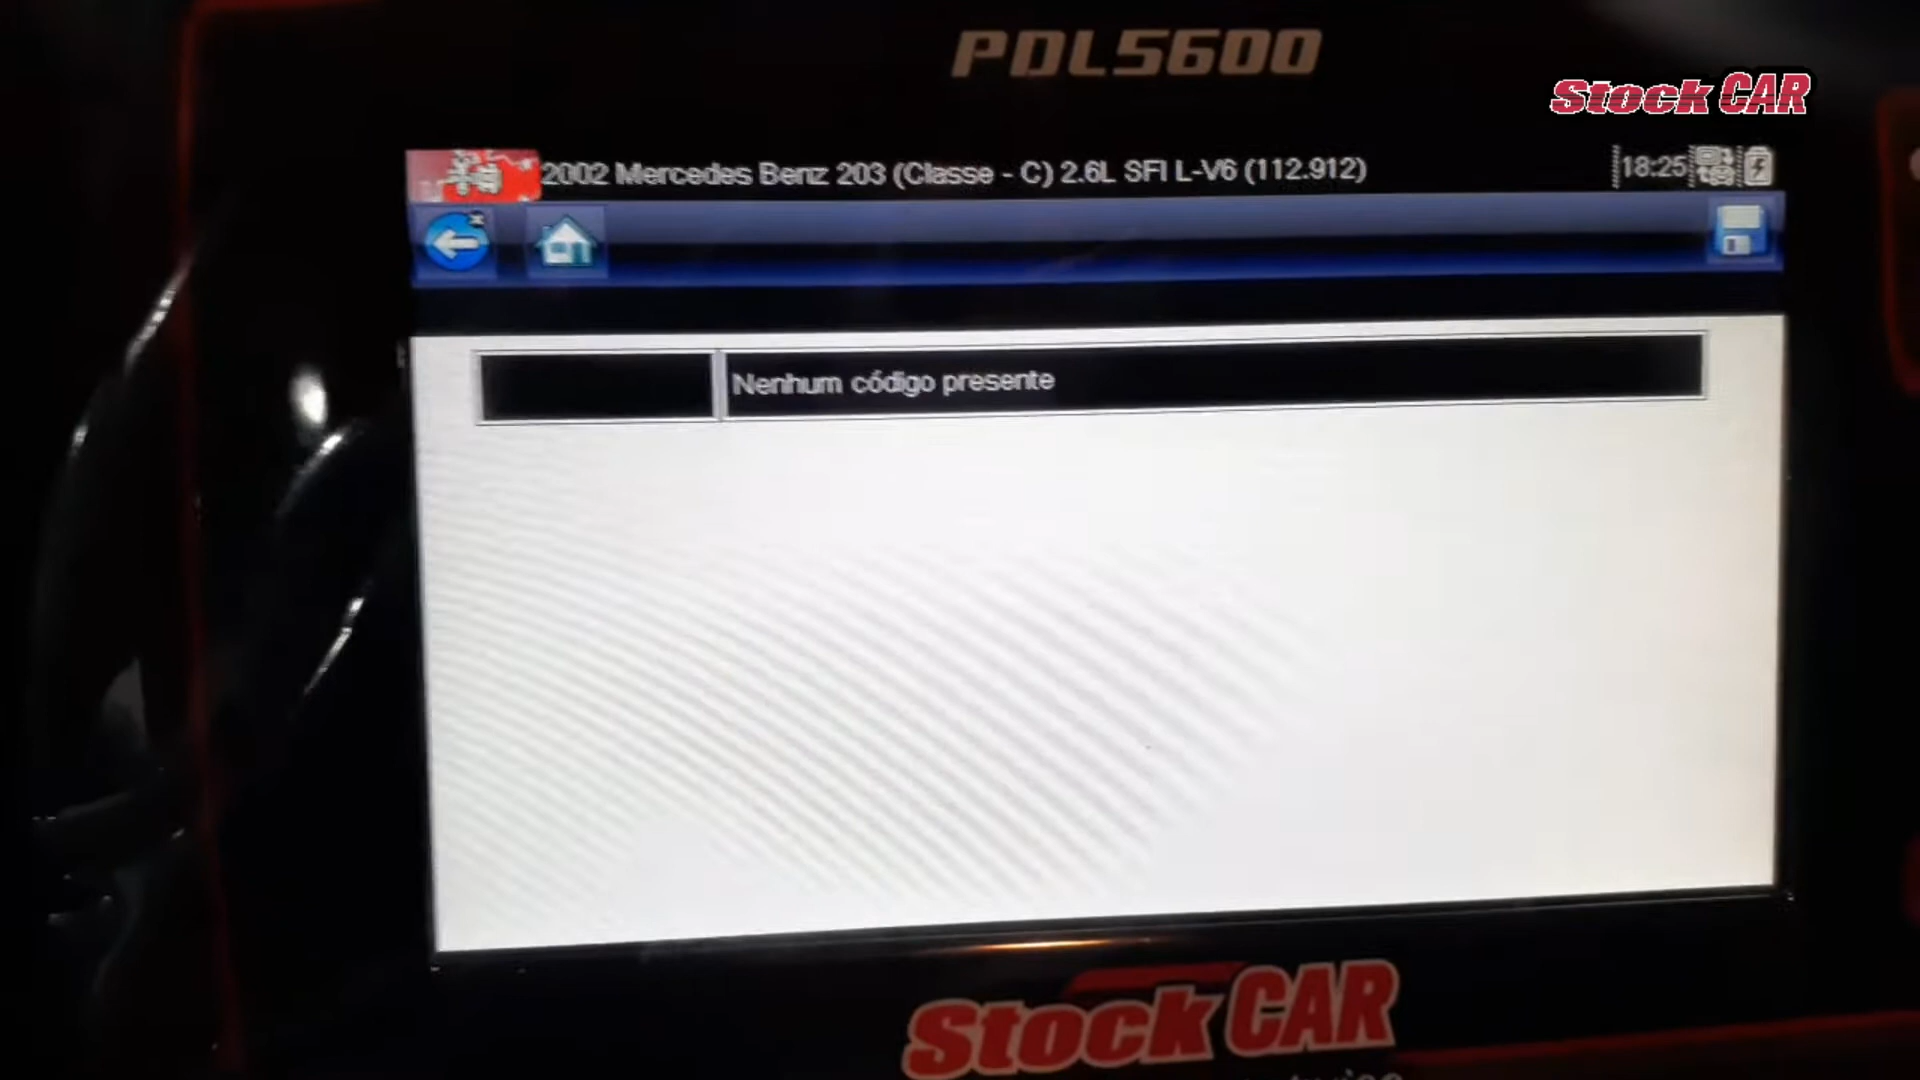 PDL5600
Stock CAR
2002 Mercedes Benz 203 (Classe - C) 2.6L SFI L-V6 (112.912)
18:25
Nenhum código presente
Stock CAR